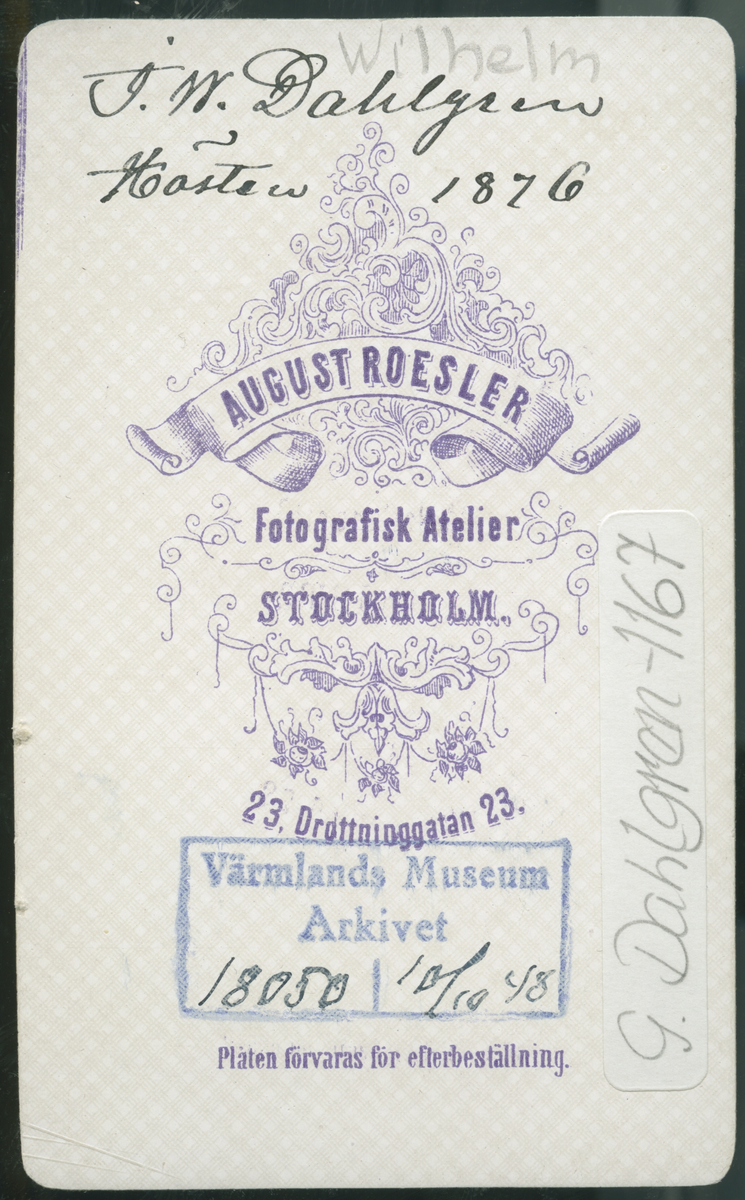 Wilhelm
F. W. Dahlgren
Hösten 1876
AUGUST ROESLER
Fotografisk Atelier
STOCKHOLM.
23, Drottninggatan 23.
Värmlands Museum
Arkivet
18050 | 10/10 48
Plåten förvaras för efterbeställning.
G. Dahlgren-1167